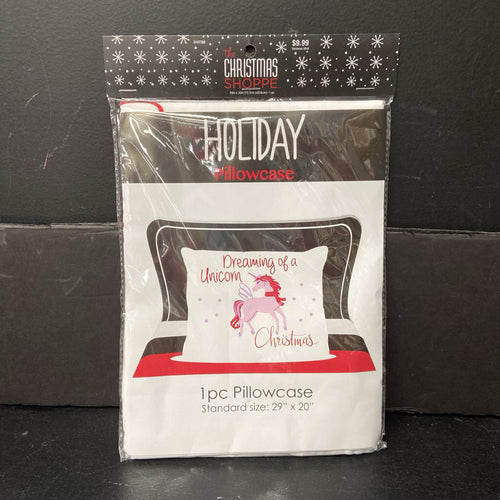 $9.99
The
CHRISTMAS
SHOPPE
HOLIDAY
Pillowcase
Dreaming of a
Unicorn
Christmas
1pc Pillowcase
Standard size: 29" x 20"